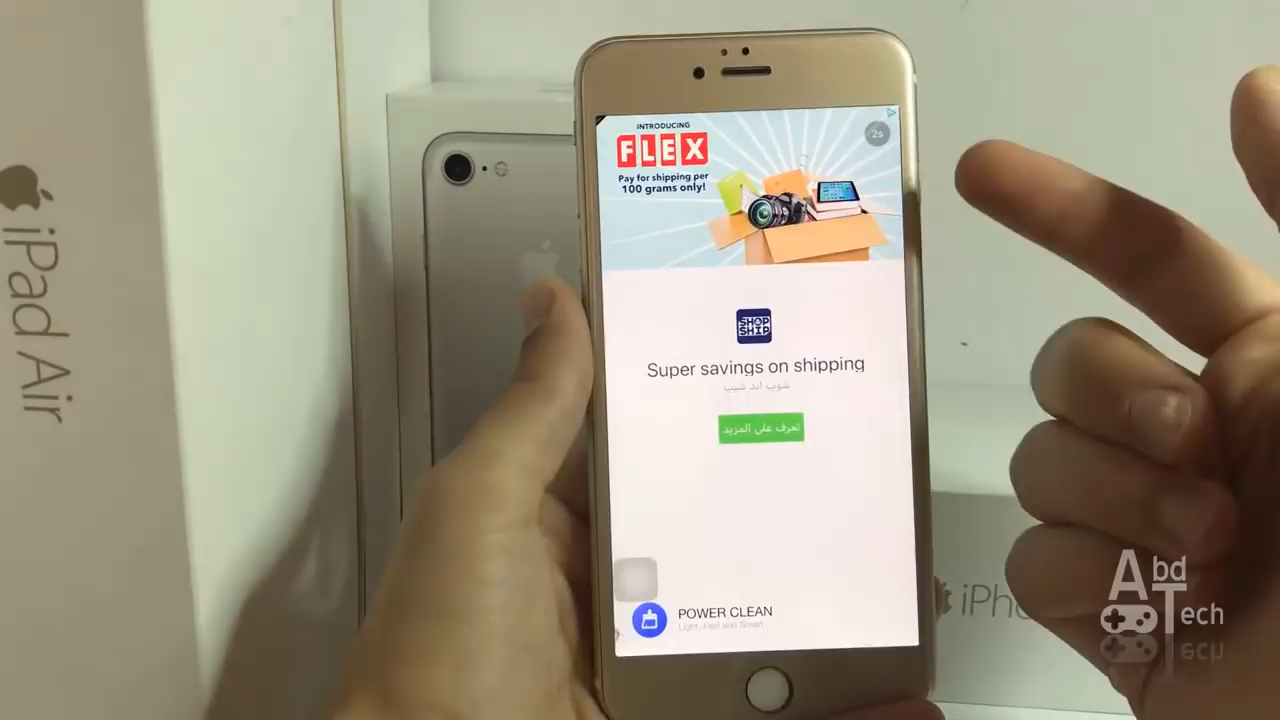 iPad Air
INTRODUCING
FLEX
Pay for shipping per
100 grams only!
2s
SHOP
SHIP
Super savings on shipping
شوب اند شيب
تعرف على المزيد
POWER CLEAN
Light, Fast and Smart
Abd
Tech